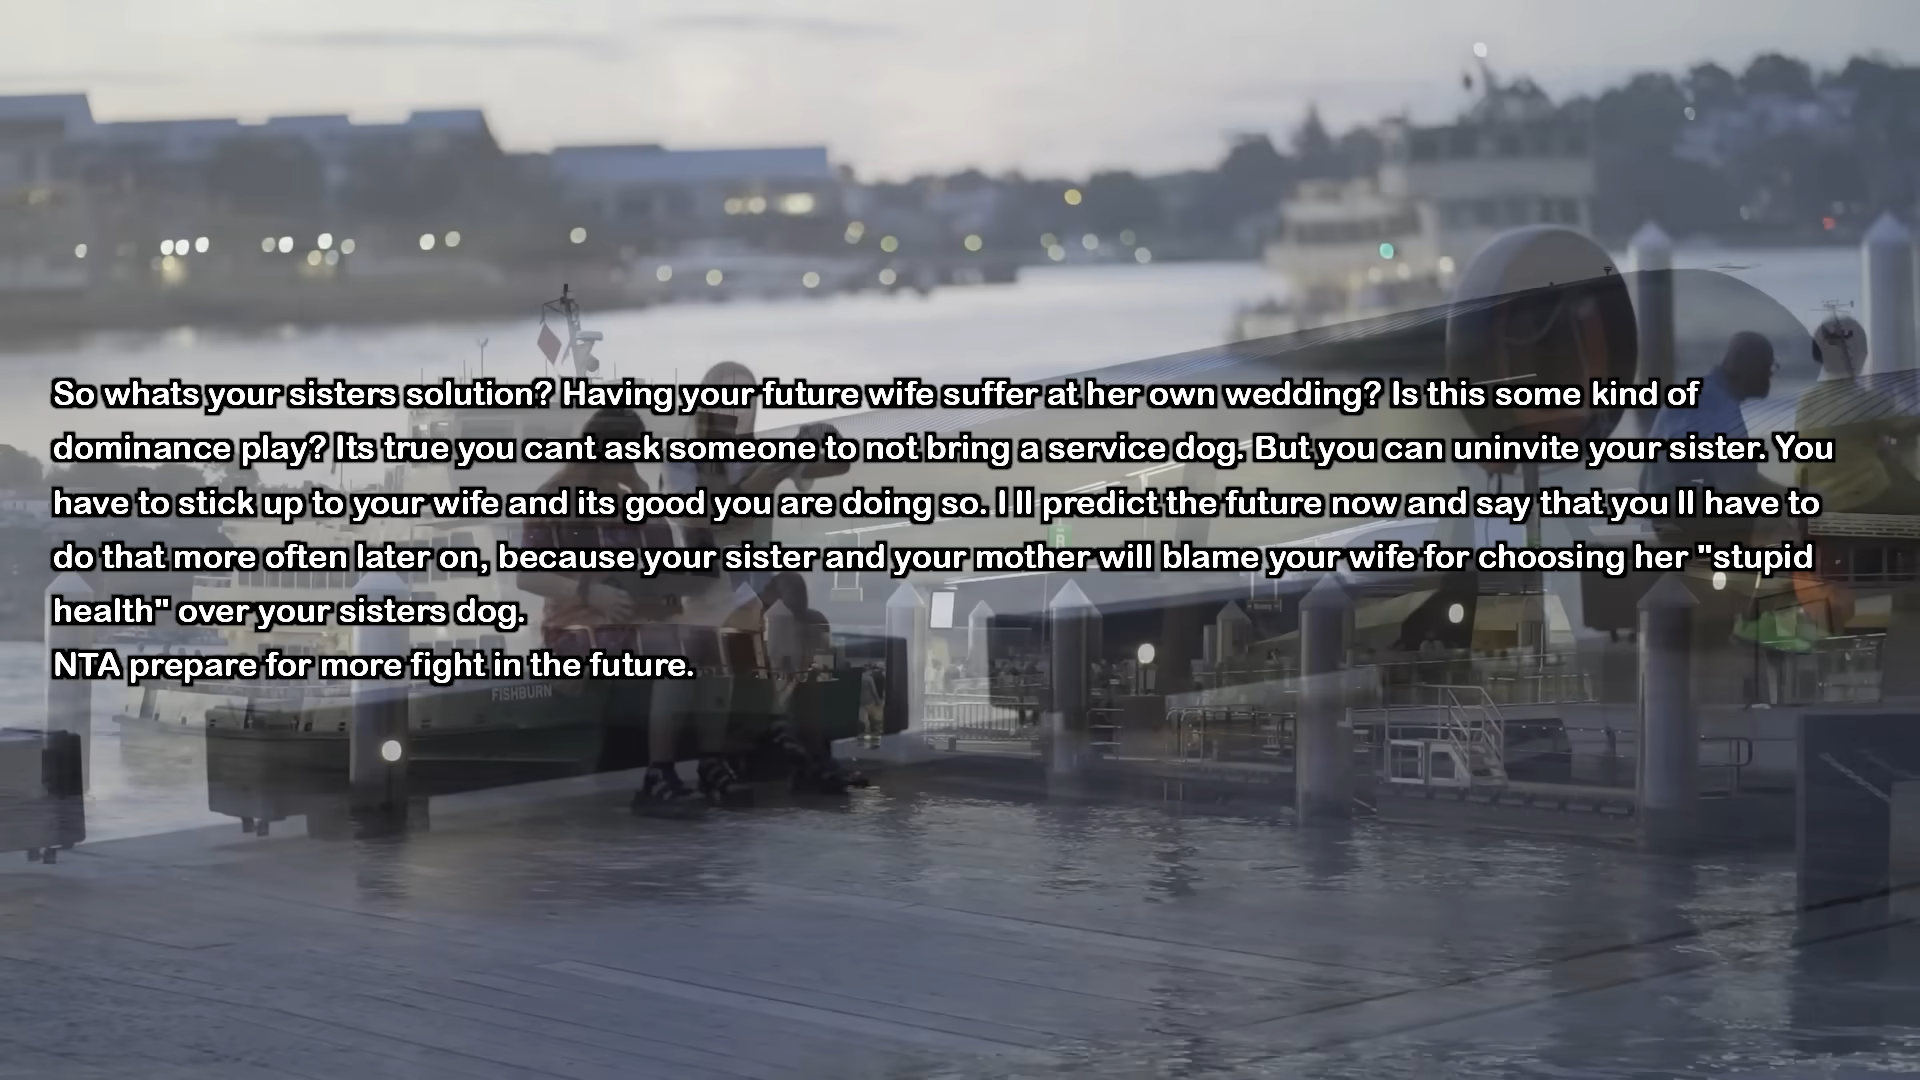 So whats your sisters solution? Having your future wife suffer at her own wedding? Is this some kind of
dominance play? Its true you cant ask someone to not bring a service dog. But you can uninvite your sister. You
have to stick up to your wife and its good you are doing so. I ll predict the future now and say that you ll have to
do that more often later on, because your sister and your mother will blame your wife for choosing her "stupid
health" over your sisters dog.
NTA prepare for more fight in the future.
FISHBURN